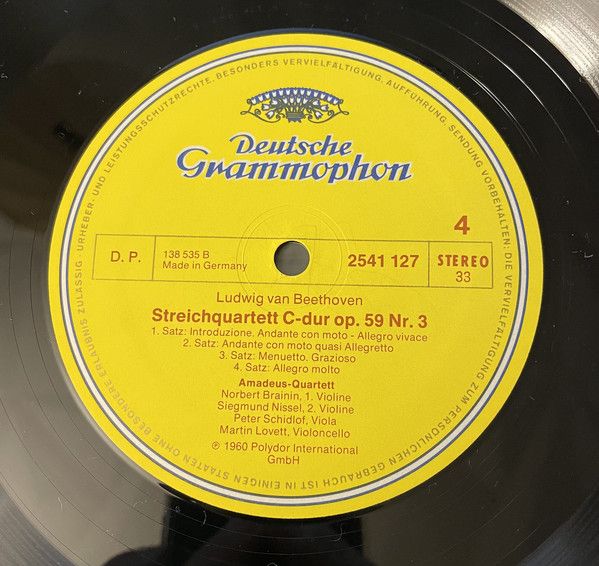 URHEBER- UND LEISTUNGSSCHUTZRECHTE, BESONDERS VERVIELFÄLTIGUNG, AUFFÜHRUNG, SENDUNG VORBEHALTEN: DIE VERVIELFÄLTIGUNG ZUM PERSÖNLICHEN GEBRAUCH IST IN EINIGEN STAATEN OHNE BESONDERE ERLAUBNIS ZULÄSSIG ·
Deutsche
Grammophon
4
D. P. 138 535 B 2541 127 STEREO
Made in Germany 33
Ludwig van Beethoven
Streichquartett C-dur op. 59 Nr. 3
1. Satz: Introduzione. Andante con moto - Allegro vivace
2. Satz: Andante con moto quasi Allegretto
3. Satz: Menuetto. Grazioso
4. Satz: Allegro molto
Amadeus-Quartett
Norbert Brainin, 1. Violine
Siegmund Nissel, 2. Violine
Peter Schidlof, Viola
Martin Lovett, Violoncello
℗ 1960 Polydor International
GmbH